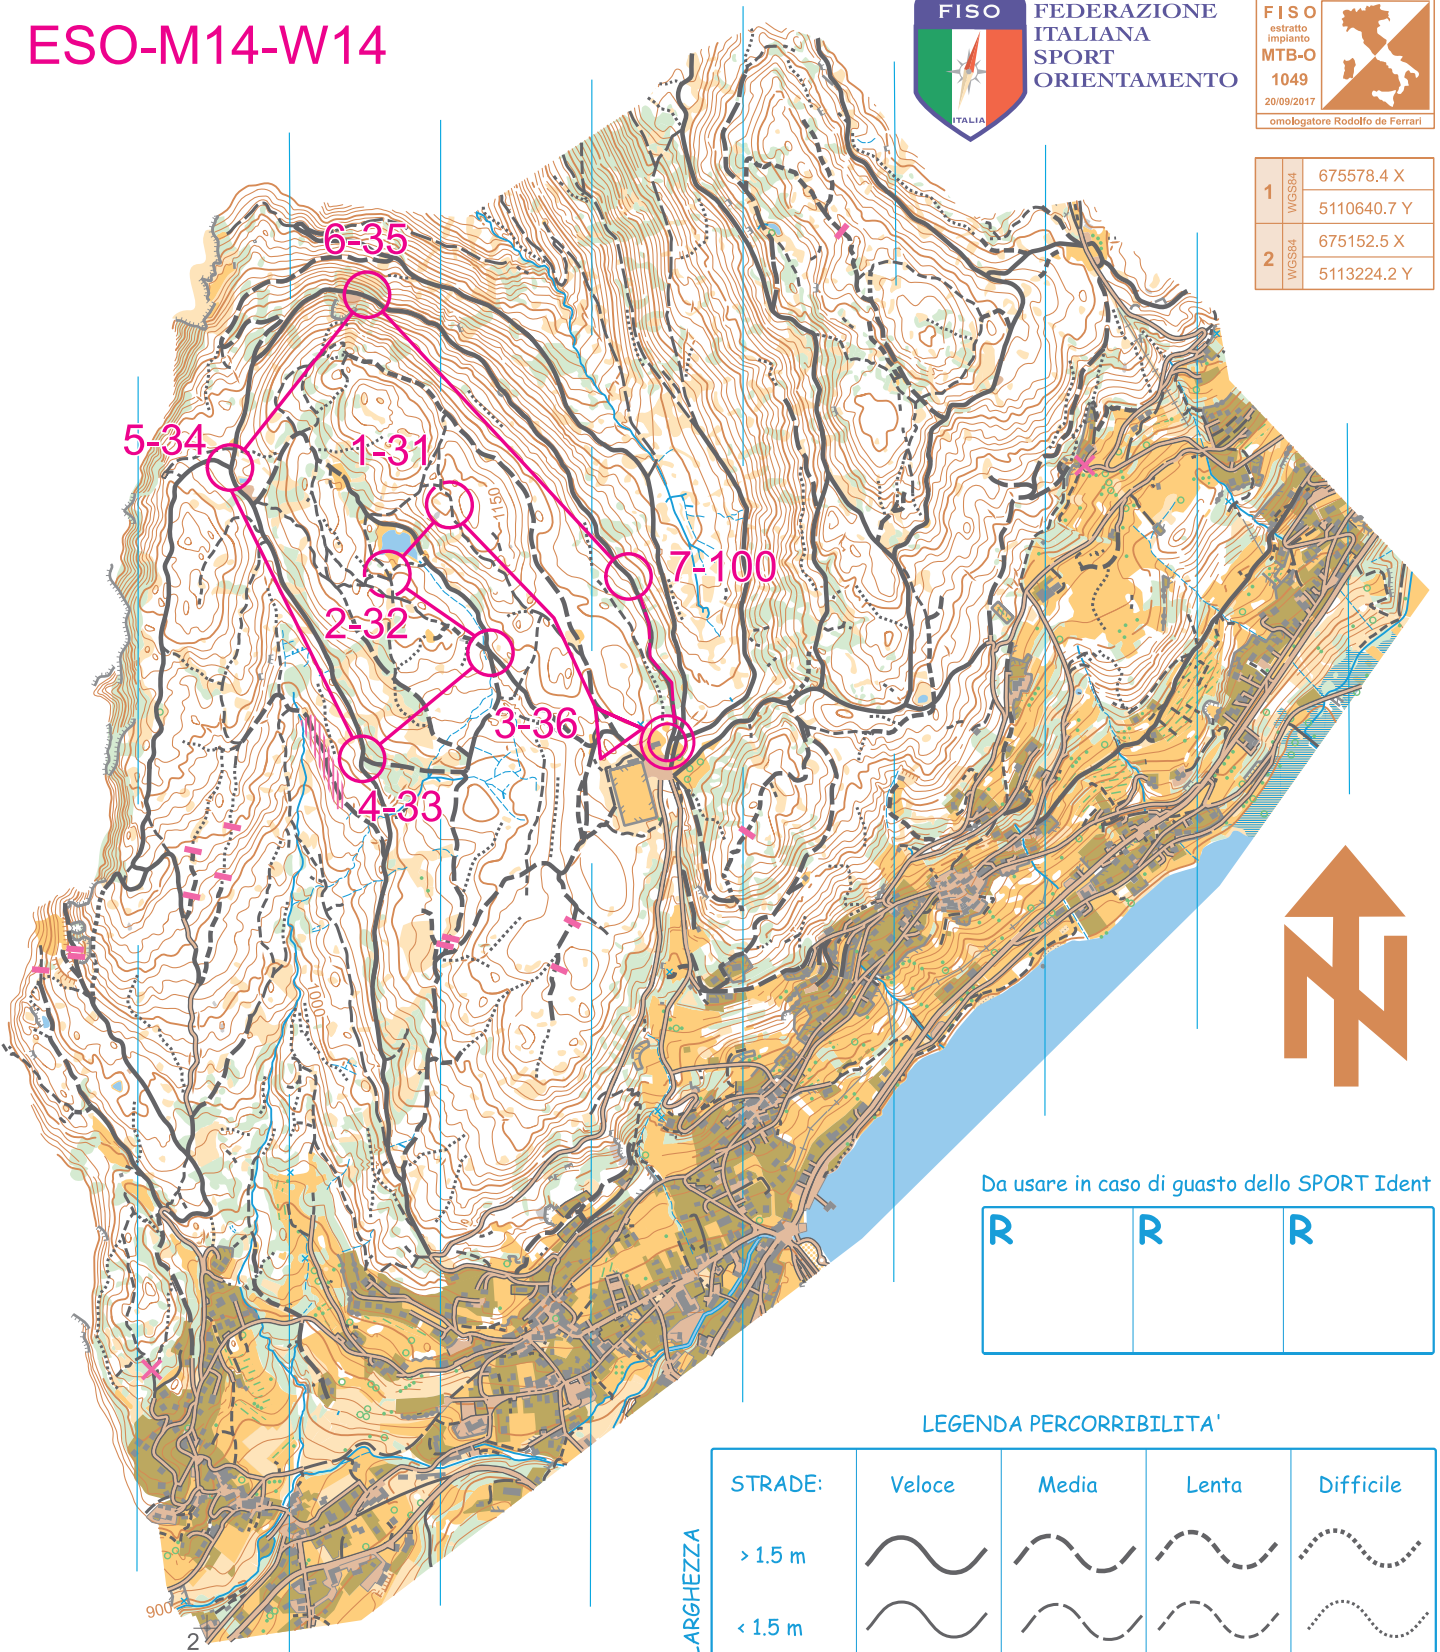 ESO-M14-W14
FISO
ITALIA
FEDERAZIONE
ITALIANA
SPORT
ORIENTAMENTO
FISO
estratto
impianto
MTB-O
1049
20/09/2017
omologatore Rodolfo de Ferrari
1 WGS84 675578.4 X
5110640.7 Y
2 WGS84 675152.5 X
5113224.2 Y
6-35
5-34
1-31
1150
7-100
2-32
3-36
4-33
1000
N
Da usare in caso di guasto dello SPORT Ident
R R R
LEGENDA PERCORRIBILITA'
STRADE: Veloce Media Lenta Difficile
LARGHEZZA
> 1.5 m
< 1.5 m
900
2